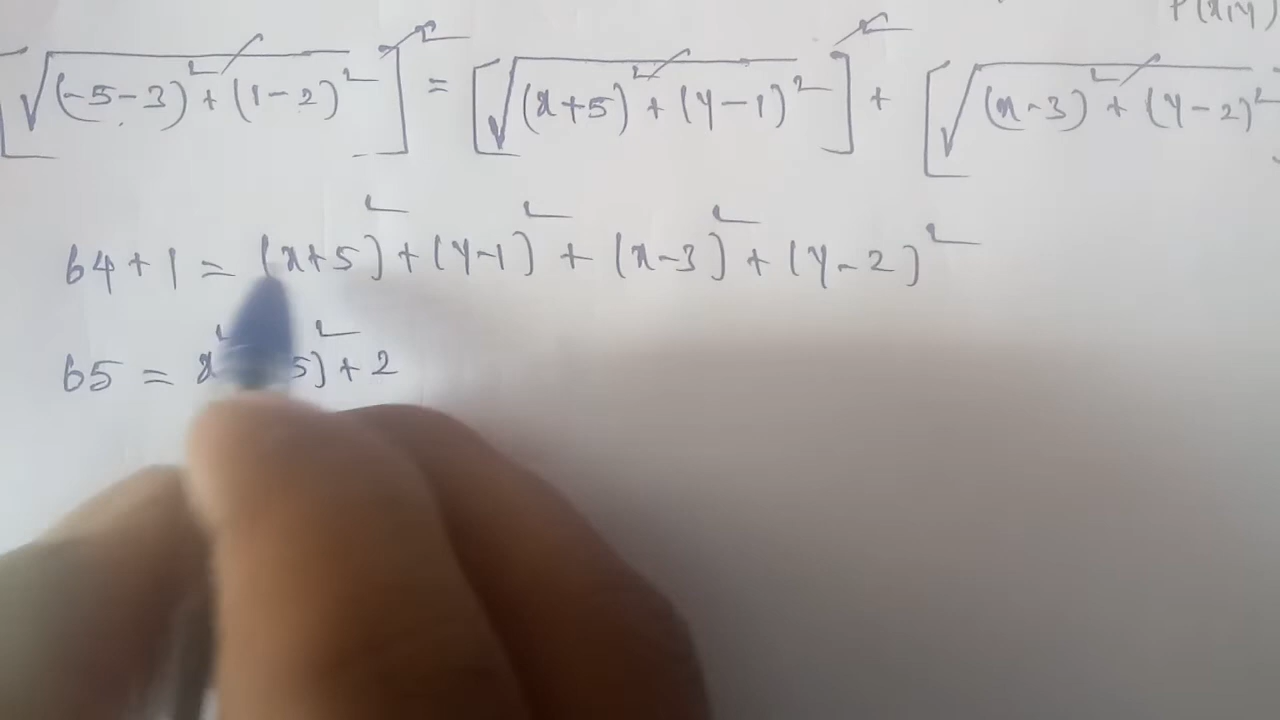 P(x,y)
[√(-5-3)²+(1-2)²]² = [√(x+5)²+(y-1)²]² + [√(x-3)²+(y-2)²
64+1 = (x+5)²+(y-1)²+(x-3)²+(y-2)²
65 = x² 5)²+2